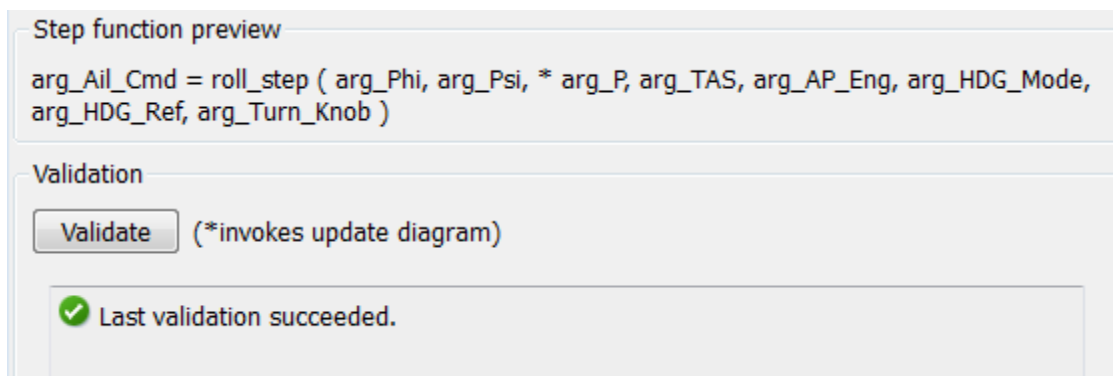 Step function preview
arg_Ail_Cmd = roll_step ( arg_Phi, arg_Psi, * arg_P, arg_TAS, arg_AP_Eng, arg_HDG_Mode,
arg_HDG_Ref, arg_Turn_Knob )
Validation
Validate (*invokes update diagram)
Last validation succeeded.